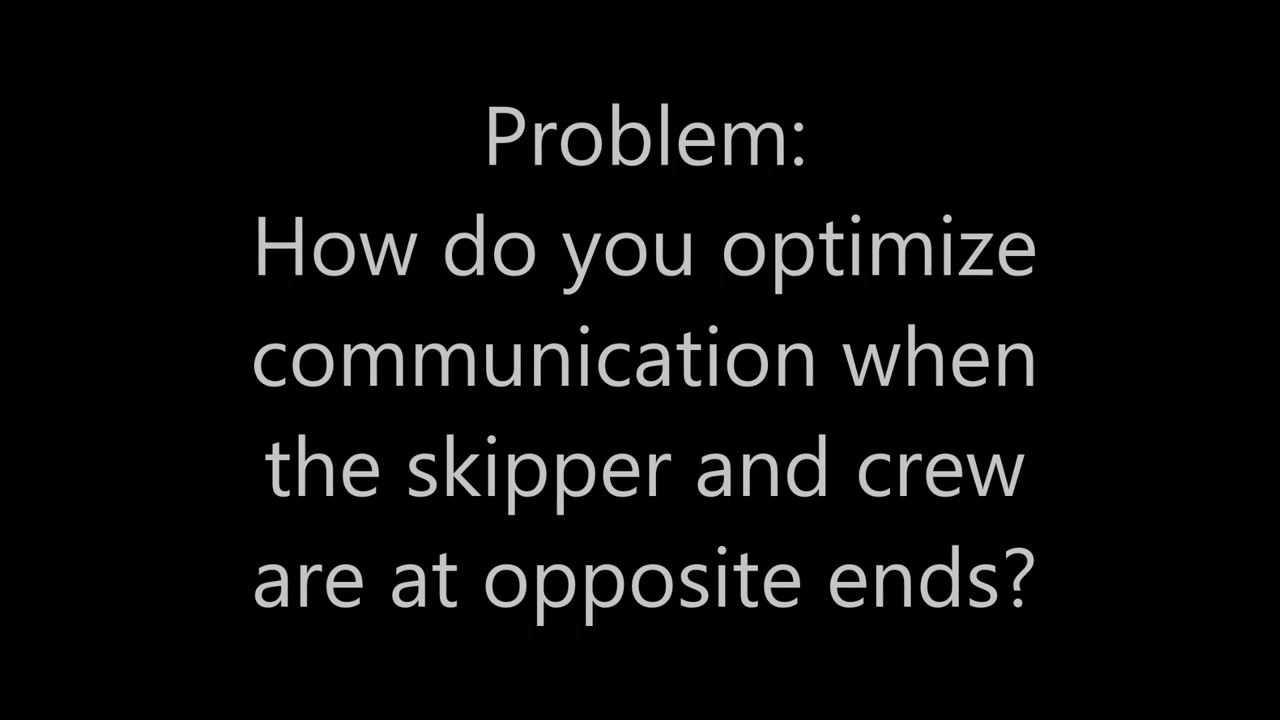 Problem:
How do you optimize
communication when
the skipper and crew
are at opposite ends?